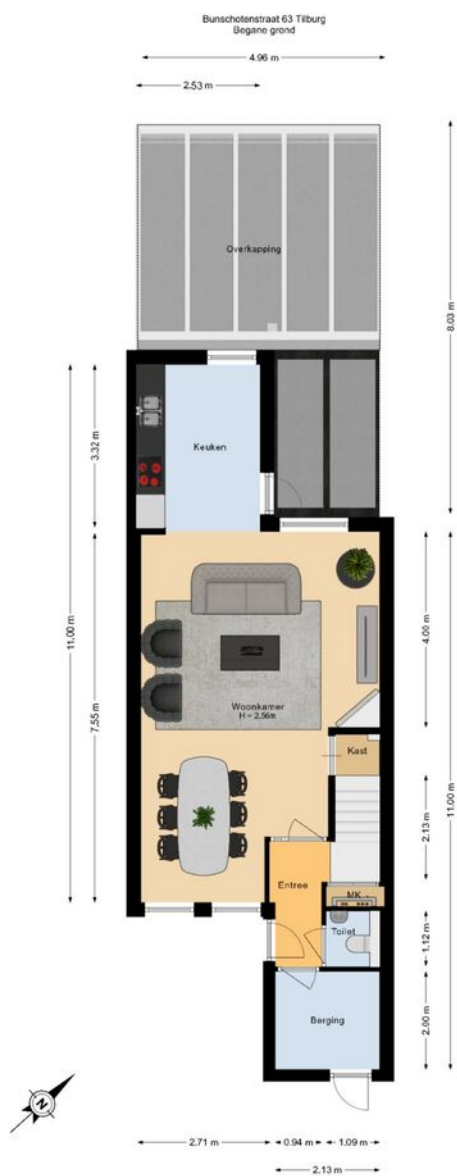 Bunschotenstraat 63 Tilburg
Begane grond
4.96 m
2.53 m
Overkapping
8.03 m
Keuken
3.32 m
11.00 m
7.55 m
4.00 m
Woonkamer
H = 2,56m
Kast
11.00 m
2.13 m
Entree
MK
Toilet
1.12 m
Berging
2.00 m
N
2.71 m
0.94 m
1.09 m
2.13 m